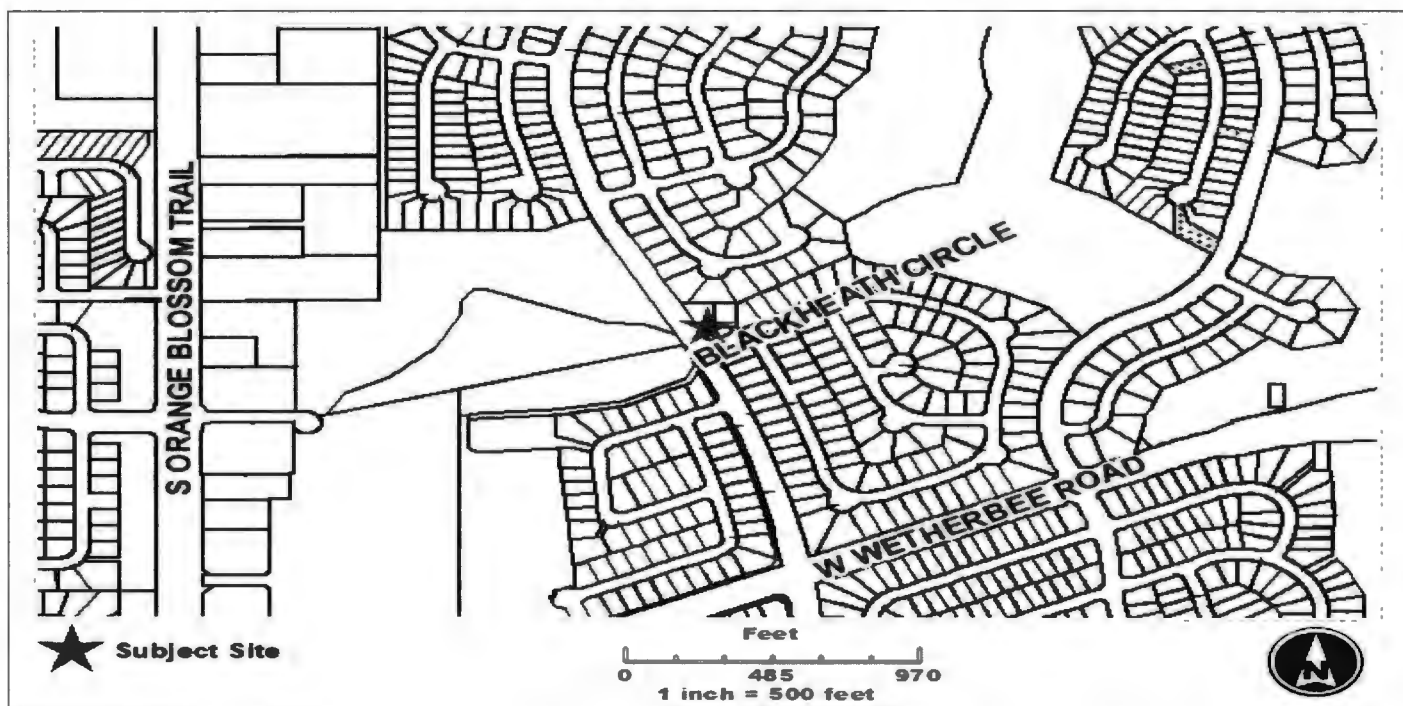 S ORANGE BLOSSOM TRAIL
BLACKHEATH CIRCLE
W WETHERBEE ROAD
Subject Site
Feet
0 485 970
1 inch = 500 feet
N